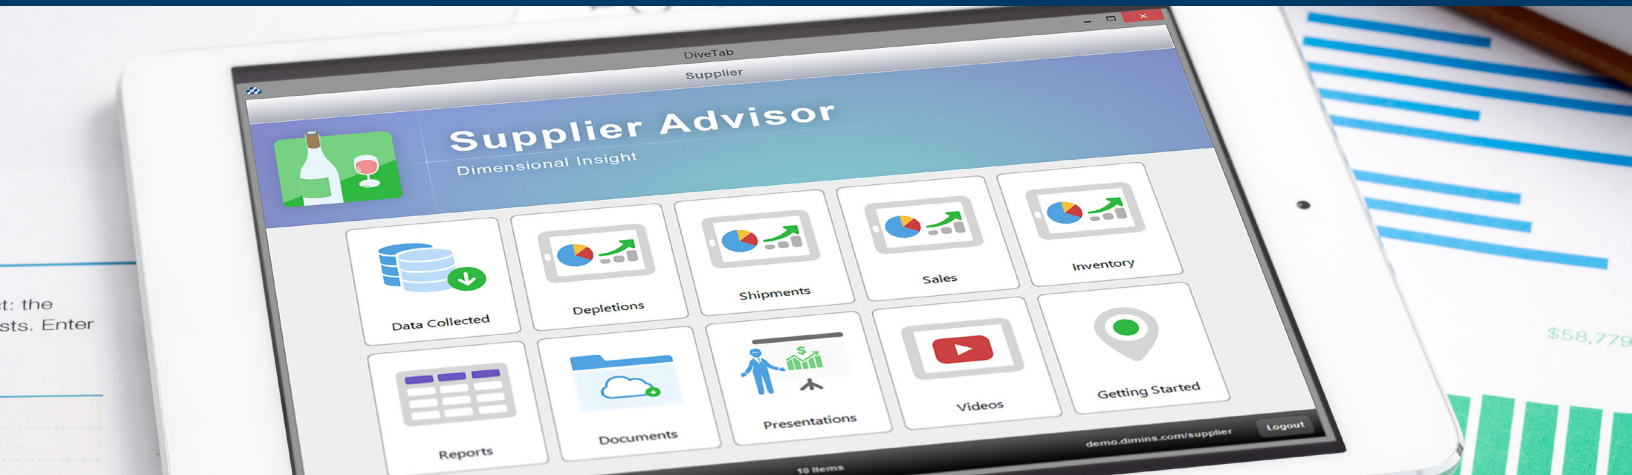 DiveTab
Supplier
Supplier Advisor
Dimensional Insight
Data Collected
Depletions
Shipments
Sales
Inventory
Reports
Documents
Presentations
Videos
Getting Started
10 Items
demo.dimins.com/supplier
Logout
t: the
sts. Enter
$58,779